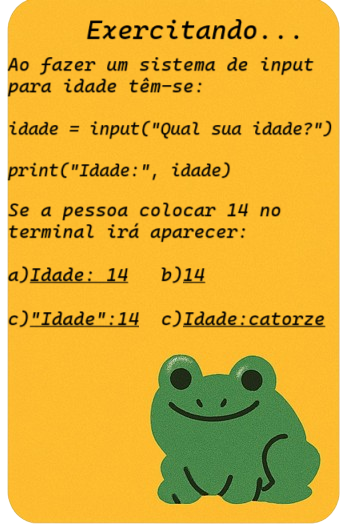 Exercitando...
Ao fazer um sistema de input
para idade têm-se:
idade = input("Qual sua idade?")
print("Idade:", idade)
Se a pessoa colocar 14 no
terminal irá aparecer:
a)Idade: 14 b)14
c)"Idade":14 c)Idade:catorze